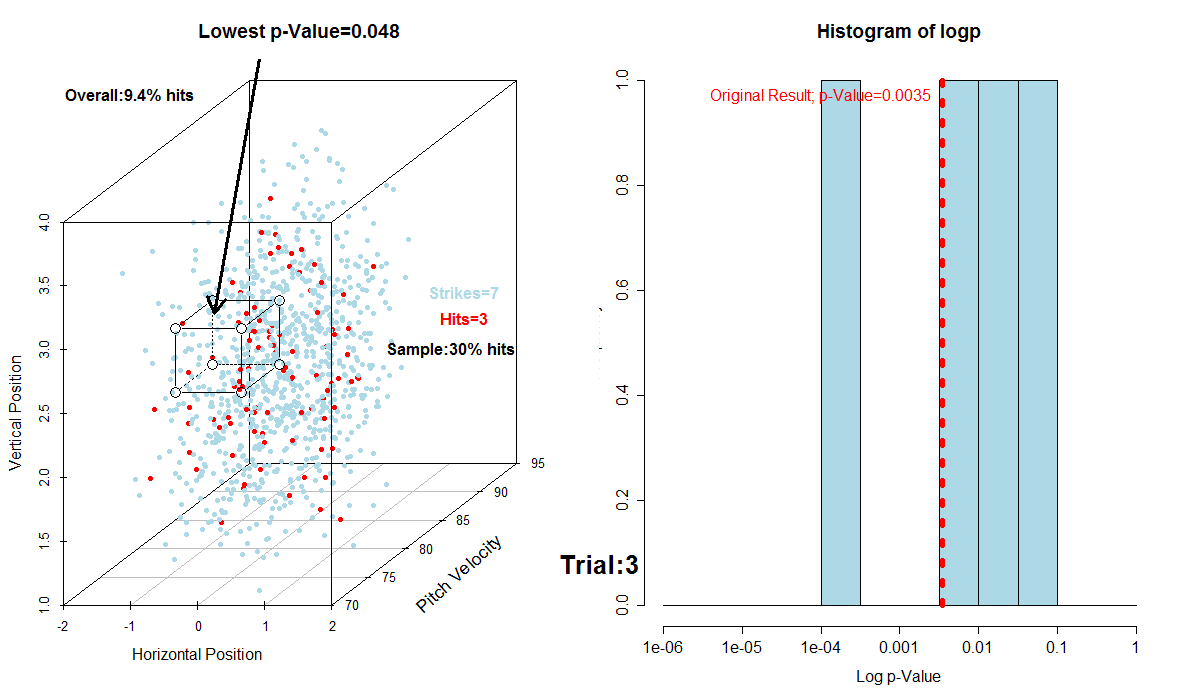 Lowest p-Value=0.048
Overall:9.4% hits
Strikes=7
Hits=3
Sample:30% hits
Vertical Position
4.0
3.5
3.0
2.5
2.0
1.5
1.0
-2
-1
0
1
2
Horizontal Position
70
75
80
85
90
95
Pitch Velocity
Histogram of logp
Original Result; p-Value=0.0035
1.0
0.8
0.6
0.4
0.2
0.0
Trial:3
1e-06
1e-05
1e-04
0.001
0.01
0.1
1
Log p-Value